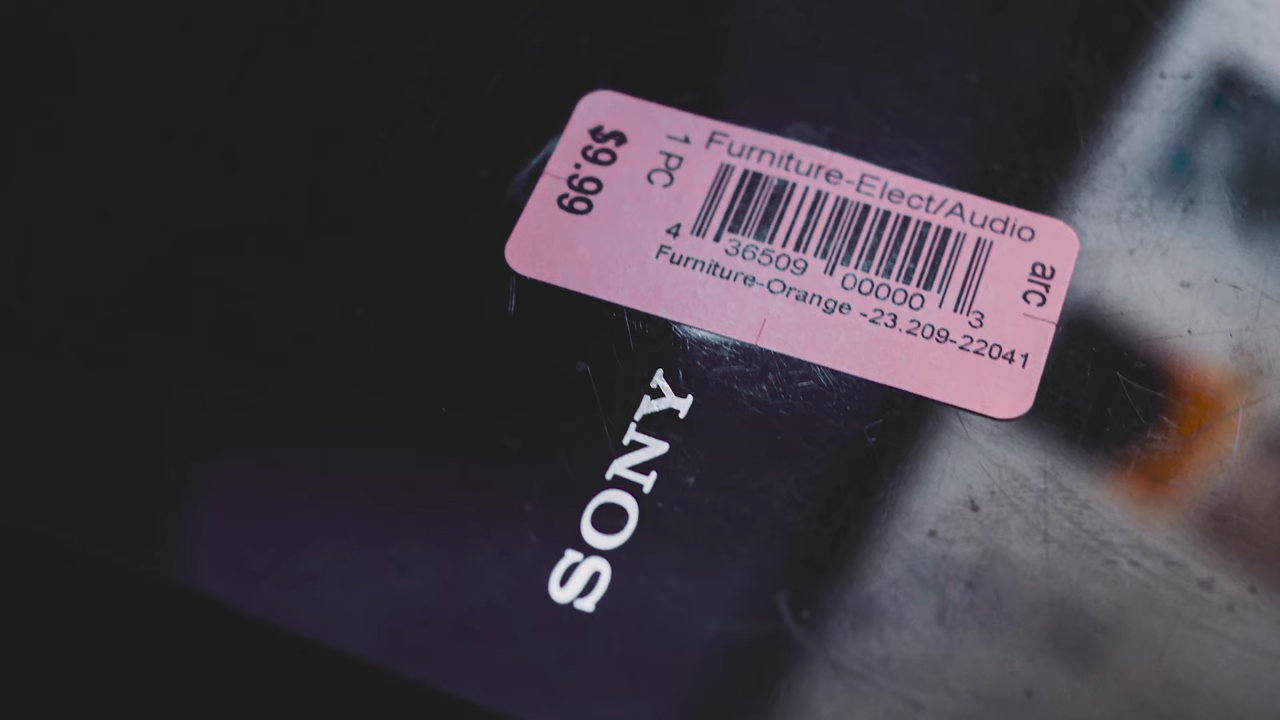 $9.99
1 PC
Furniture-Elect/Audio
4 36509 00000 3
Furniture-Orange -23.209-22041
arc
SONY